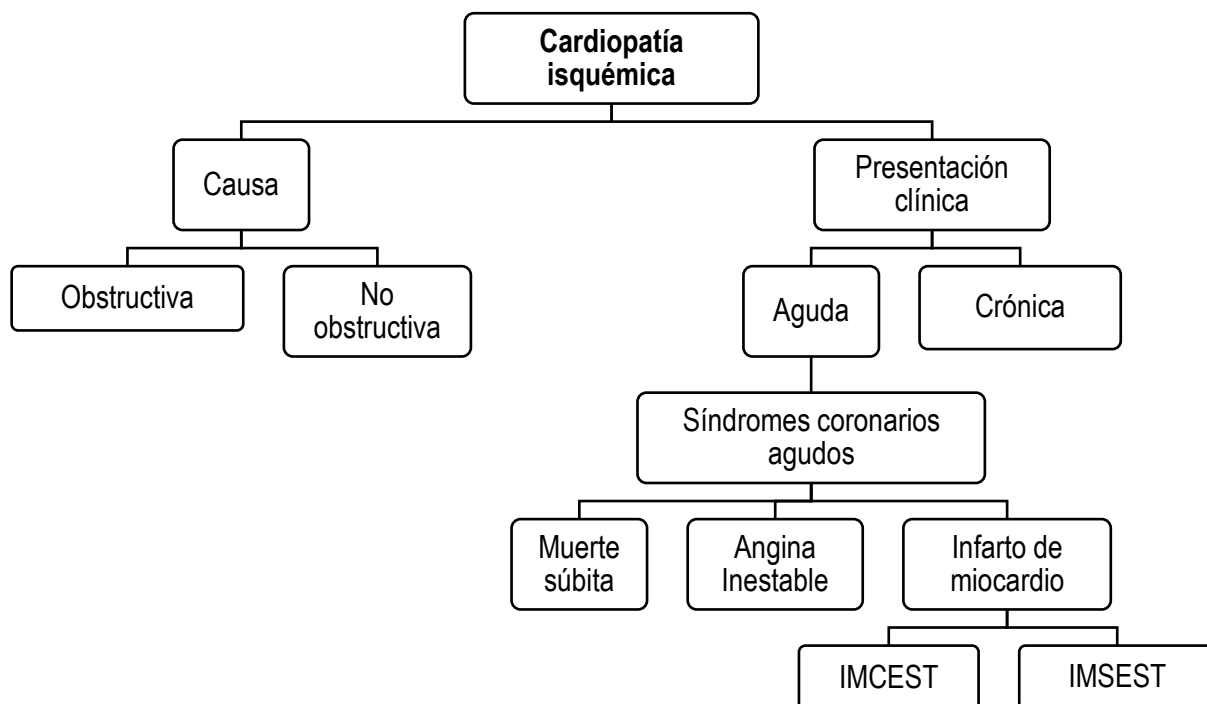 Cardiopatía
isquémica
Causa
Presentación
clínica
Obstructiva
No
obstructiva
Aguda
Crónica
Síndromes coronarios
agudos
Muerte
súbita
Angina
Inestable
Infarto de
miocardio
IMCEST
IMSEST